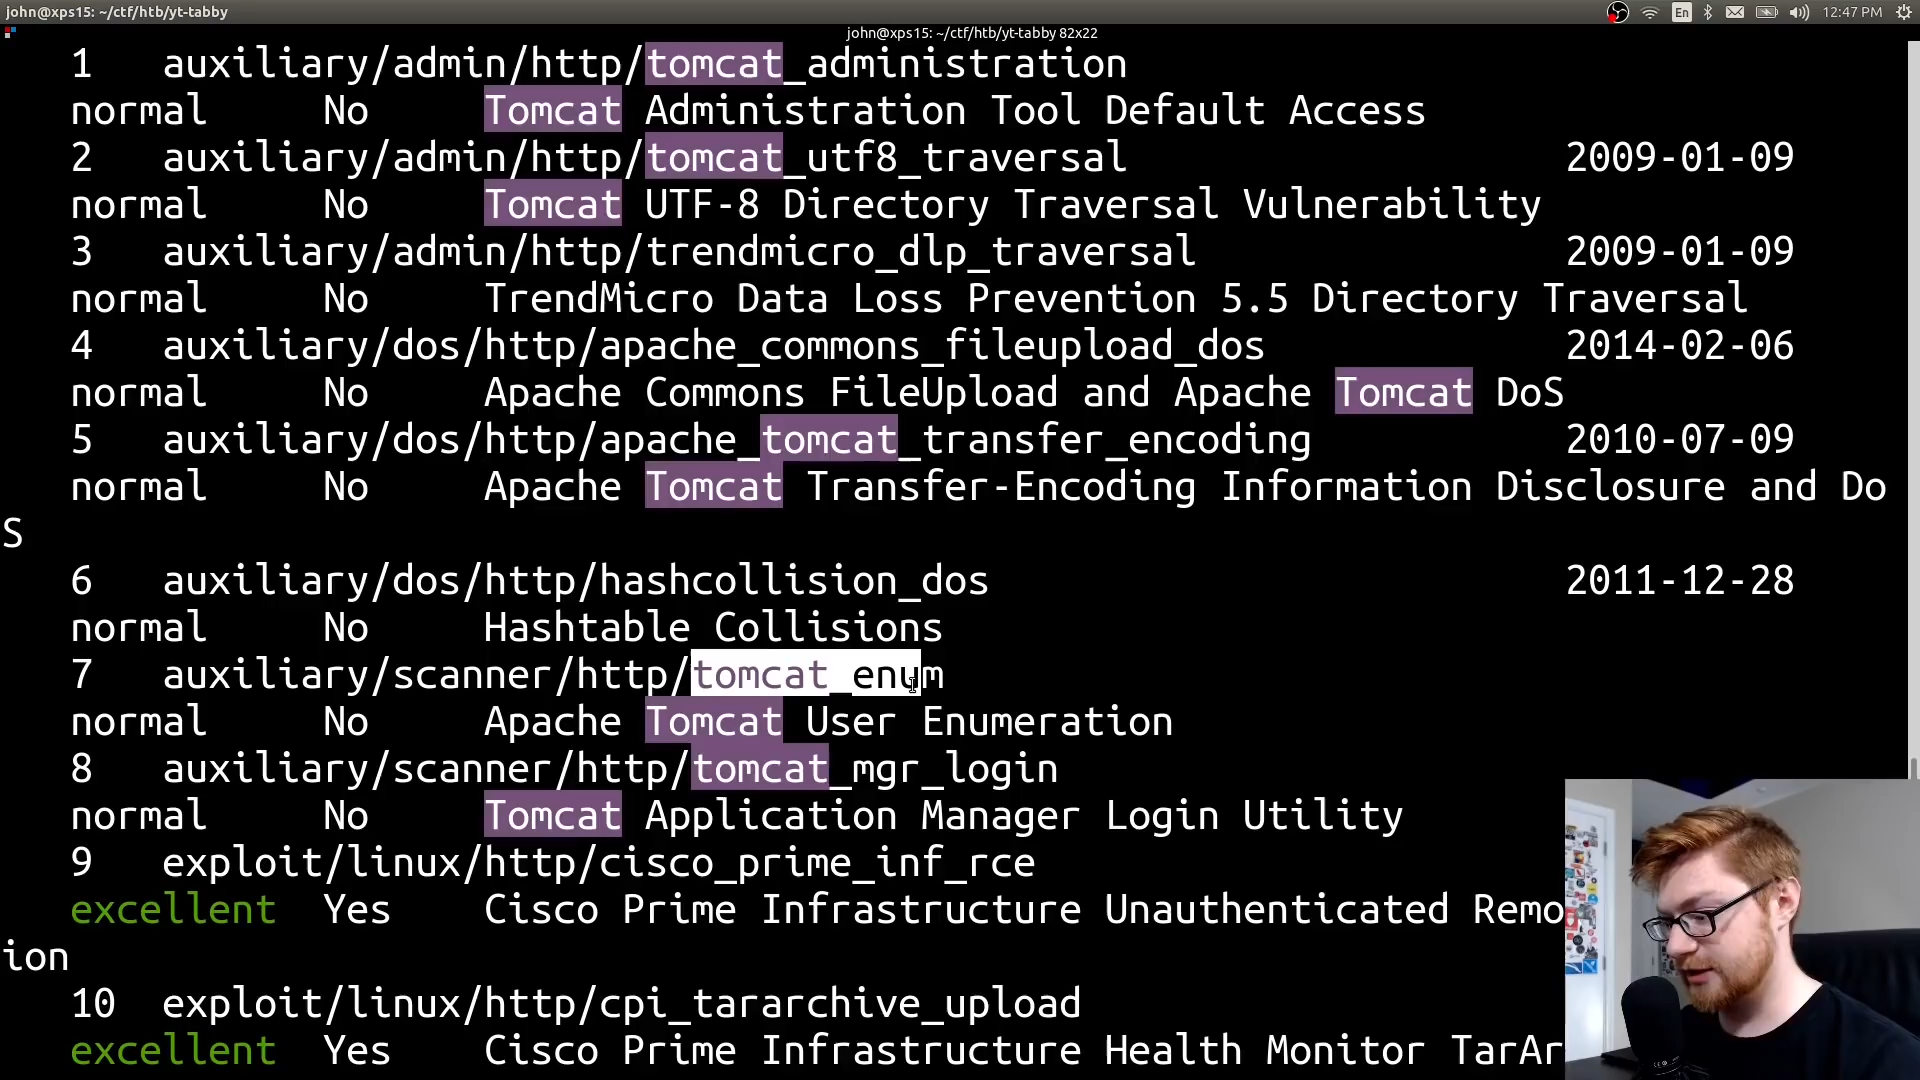 john@xps15: ~/ctf/htb/yt-tabby
En
12:47 PM
john@xps15: ~/ctf/htb/yt-tabby 82x22
1 auxiliary/admin/http/tomcat_administration
normal No Tomcat Administration Tool Default Access
2 auxiliary/admin/http/tomcat_utf8_traversal 2009-01-09
normal No Tomcat UTF-8 Directory Traversal Vulnerability
3 auxiliary/admin/http/trendmicro_dlp_traversal 2009-01-09
normal No TrendMicro Data Loss Prevention 5.5 Directory Traversal
4 auxiliary/dos/http/apache_commons_fileupload_dos 2014-02-06
normal No Apache Commons FileUpload and Apache Tomcat DoS
5 auxiliary/dos/http/apache_tomcat_transfer_encoding 2010-07-09
normal No Apache Tomcat Transfer-Encoding Information Disclosure and Do
S
6 auxiliary/dos/http/hashcollision_dos 2011-12-28
normal No Hashtable Collisions
7 auxiliary/scanner/http/tomcat_enum
normal No Apache Tomcat User Enumeration
8 auxiliary/scanner/http/tomcat_mgr_login
normal No Tomcat Application Manager Login Utility
9 exploit/linux/http/cisco_prime_inf_rce
excellent Yes Cisco Prime Infrastructure Unauthenticated Remo
ion
10 exploit/linux/http/cpi_tararchive_upload
excellent Yes Cisco Prime Infrastructure Health Monitor TarAr